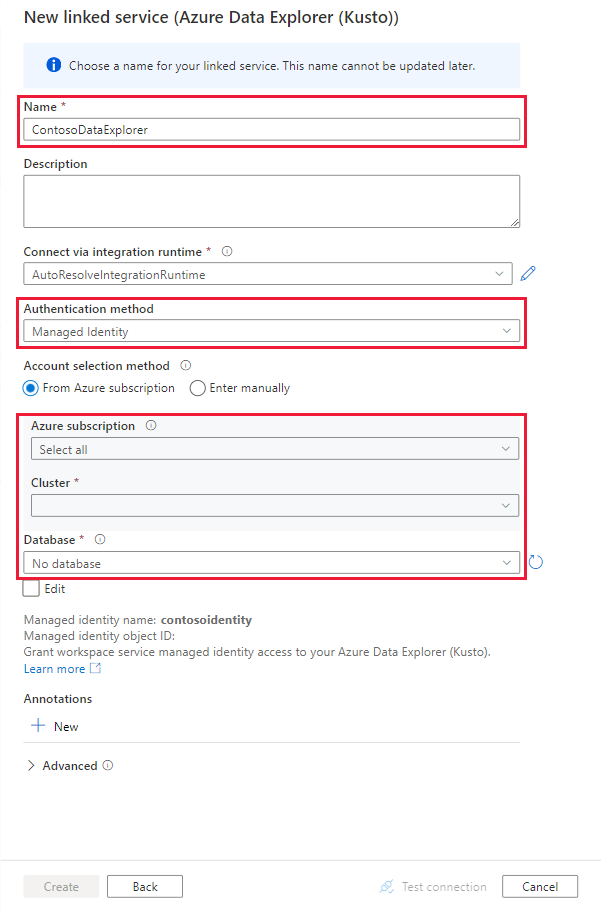 New linked service (Azure Data Explorer (Kusto))
Choose a name for your linked service. This name cannot be updated later.
Name *
ContosoDataExplorer
Description
Connect via integration runtime *
AutoResolveIntegrationRuntime
Authentication method
Managed Identity
Account selection method
From Azure subscription Enter manually
Azure subscription
Select all
Cluster *
Database *
No database
Edit
Managed identity name: contosoidentity
Managed identity object ID:
Grant workspace service managed identity access to your Azure Data Explorer (Kusto).
Learn more
Annotations
New
Advanced
Create Back Test connection Cancel